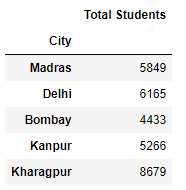 Total Students
City
Madras 5849
Delhi 6165
Bombay 4433
Kanpur 5266
Kharagpur 8679